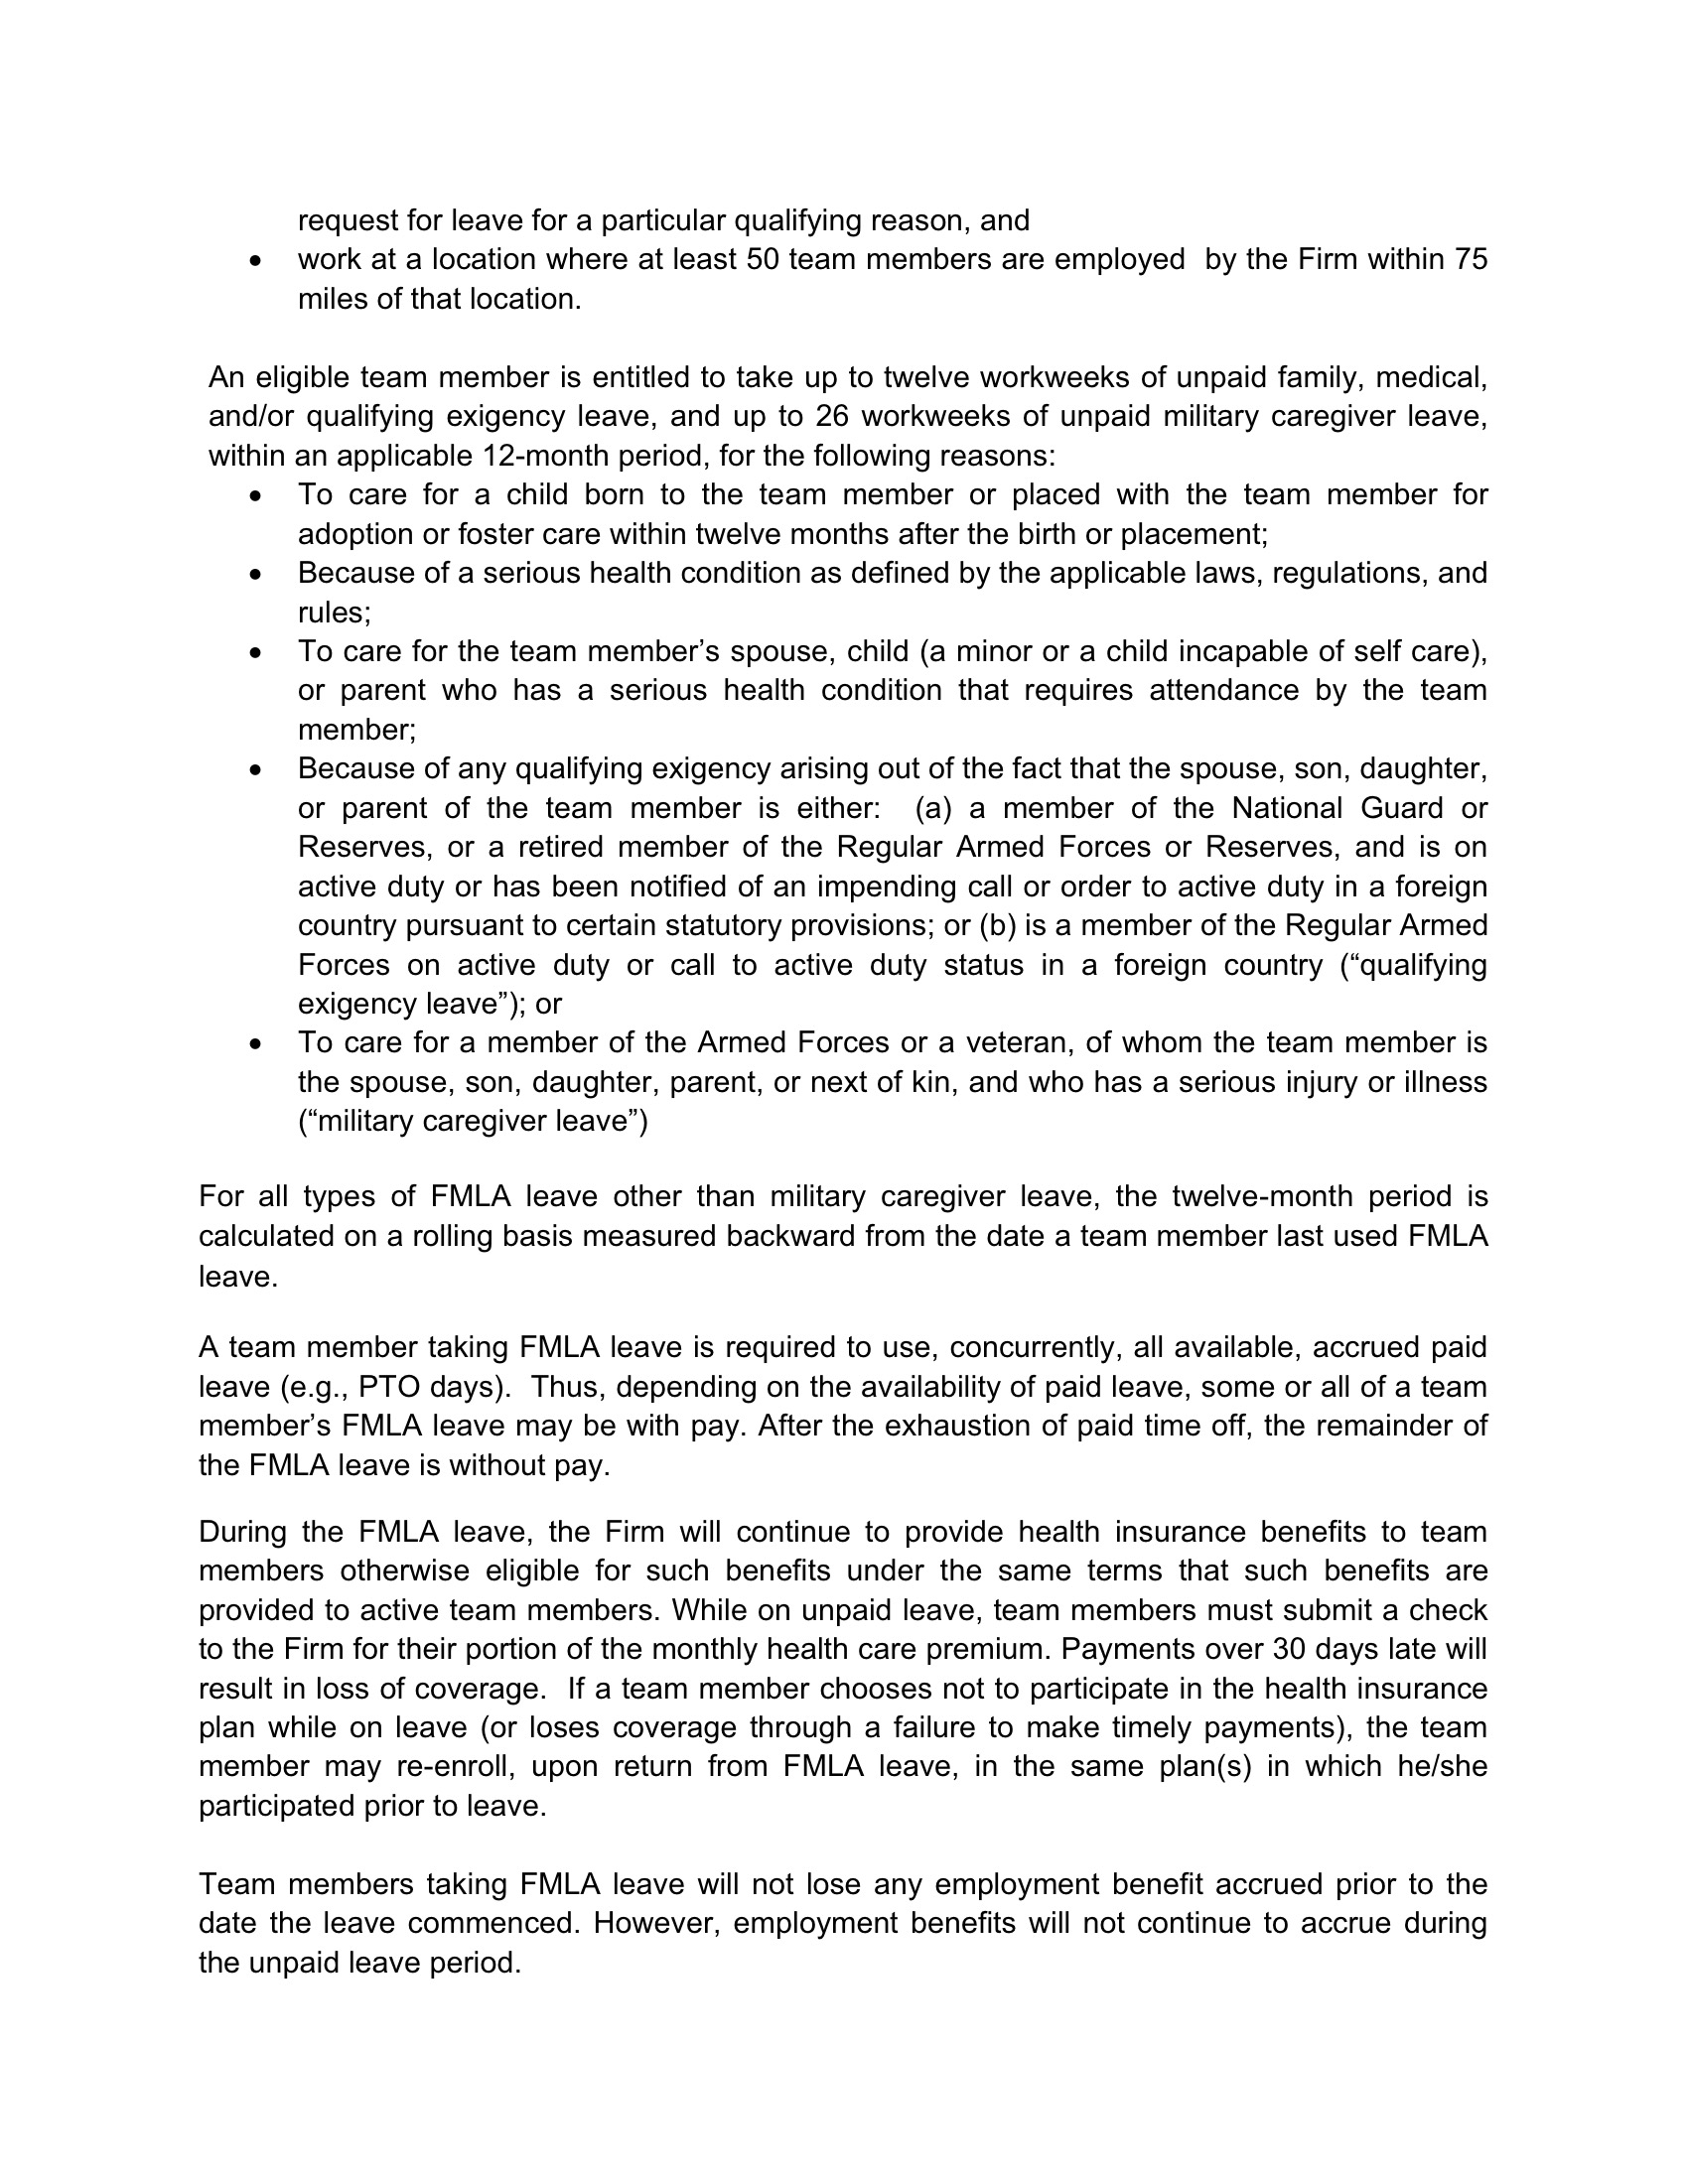 request for leave for a particular qualifying reason, and
• work at a location where at least 50 team members are employed  by the Firm within 75
miles of that location.
An eligible team member is entitled to take up to twelve workweeks of unpaid family, medical,
and/or qualifying exigency leave, and up to 26 workweeks of unpaid military caregiver leave,
within an applicable 12-month period, for the following reasons:
• To care for a child born to the team member or placed with the team member for
adoption or foster care within twelve months after the birth or placement;
• Because of a serious health condition as defined by the applicable laws, regulations, and
rules;
• To care for the team member’s spouse, child (a minor or a child incapable of self care),
or parent who has a serious health condition that requires attendance by the team
member;
• Because of any qualifying exigency arising out of the fact that the spouse, son, daughter,
or parent of the team member is either:  (a) a member of the National Guard or
Reserves, or a retired member of the Regular Armed Forces or Reserves, and is on
active duty or has been notified of an impending call or order to active duty in a foreign
country pursuant to certain statutory provisions; or (b) is a member of the Regular Armed
Forces on active duty or call to active duty status in a foreign country (“qualifying
exigency leave”); or
• To care for a member of the Armed Forces or a veteran, of whom the team member is
the spouse, son, daughter, parent, or next of kin, and who has a serious injury or illness
(“military caregiver leave”)
For all types of FMLA leave other than military caregiver leave, the twelve-month period is
calculated on a rolling basis measured backward from the date a team member last used FMLA
leave.
A team member taking FMLA leave is required to use, concurrently, all available, accrued paid
leave (e.g., PTO days).  Thus, depending on the availability of paid leave, some or all of a team
member’s FMLA leave may be with pay. After the exhaustion of paid time off, the remainder of
the FMLA leave is without pay.
During the FMLA leave, the Firm will continue to provide health insurance benefits to team
members otherwise eligible for such benefits under the same terms that such benefits are
provided to active team members. While on unpaid leave, team members must submit a check
to the Firm for their portion of the monthly health care premium. Payments over 30 days late will
result in loss of coverage.  If a team member chooses not to participate in the health insurance
plan while on leave (or loses coverage through a failure to make timely payments), the team
member may re-enroll, upon return from FMLA leave, in the same plan(s) in which he/she
participated prior to leave.
Team members taking FMLA leave will not lose any employment benefit accrued prior to the
date the leave commenced. However, employment benefits will not continue to accrue during
the unpaid leave period.